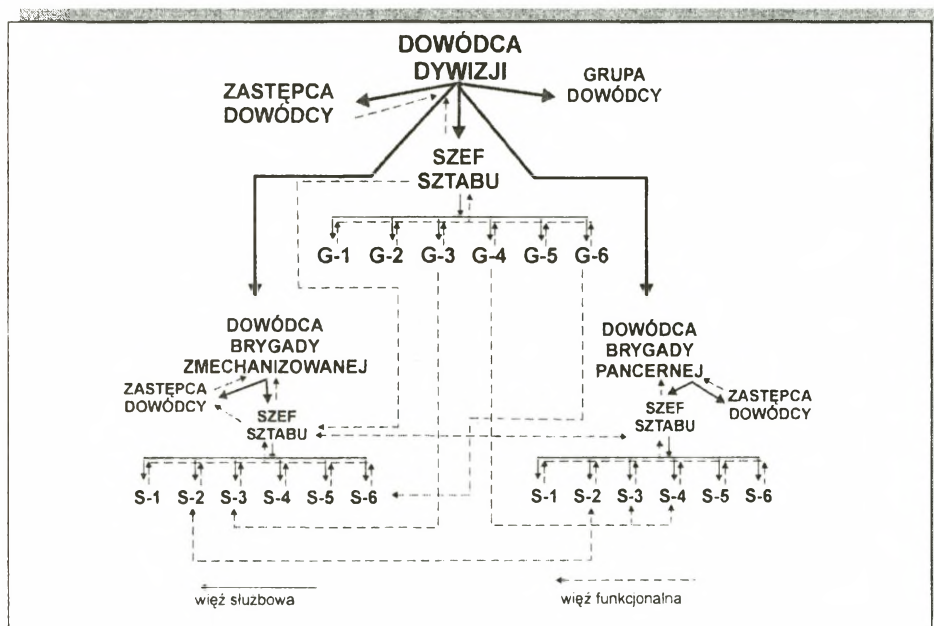 DOWÓDCA
DYWIZJI
ZASTĘPCA
DOWÓDCY
GRUPA
DOWÓDCY
SZEF
SZTABU
G-1 G-2 G-3 G-4 G-5 G-6
DOWÓDCA
BRYGADY
ZMECHANIZOWANEJ
ZASTĘPCA
DOWÓDCY
SZEF
SZTABU
S-1 S-2 S-3 S-4 S-5 S-6
DOWÓDCA
BRYGADY
PANCERNEJ
ZASTĘPCA
DOWÓDCY
SZEF
SZTABU
S-1 S-2 S-3 S-4 S-5 S-6
więź służbowa
więź funkcjonalna